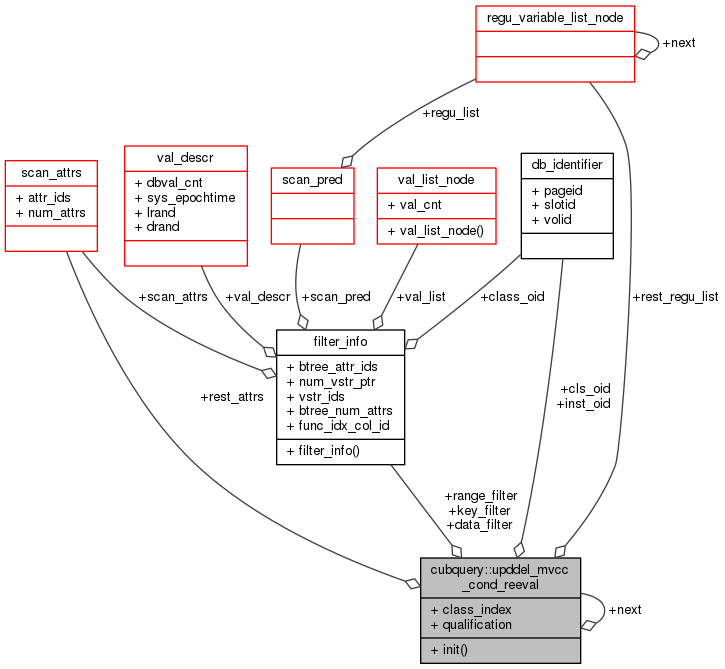 regu_variable_list_node
+next
+regu_list
scan_attrs
+ attr_ids
+ num_attrs
val_descr
+ dbval_cnt
+ sys_epochtime
+ lrand
+ drand
scan_pred
val_list_node
+ val_cnt
+ val_list_node()
db_identifier
+ pageid
+ slotid
+ volid
+scan_attrs
+val_descr
+scan_pred
+val_list
+class_oid
+rest_regu_list
filter_info
+ btree_attr_ids
+ num_vstr_ptr
+ vstr_ids
+ btree_num_attrs
+ func_idx_col_id
+ filter_info()
+rest_attrs
+cls_oid
+inst_oid
+range_filter
+key_filter
+data_filter
cubquery::upddel_mvcc
_cond_reeval
+ class_index
+ qualification
+ init()
+next